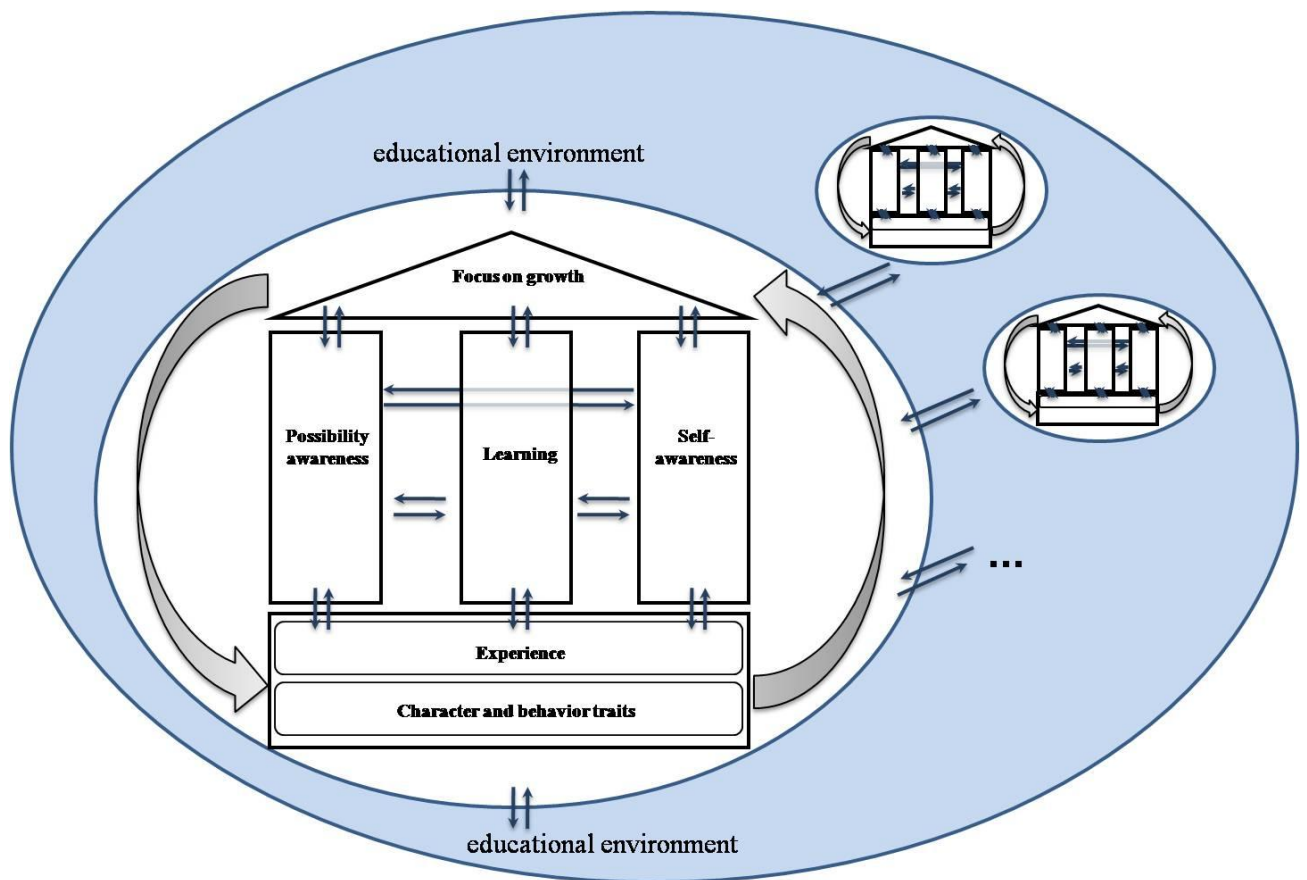 educational environment
Focus on growth
Possibility
awareness
Learning
Self-
awareness
...
Experience
Character and behavior traits
educational environment